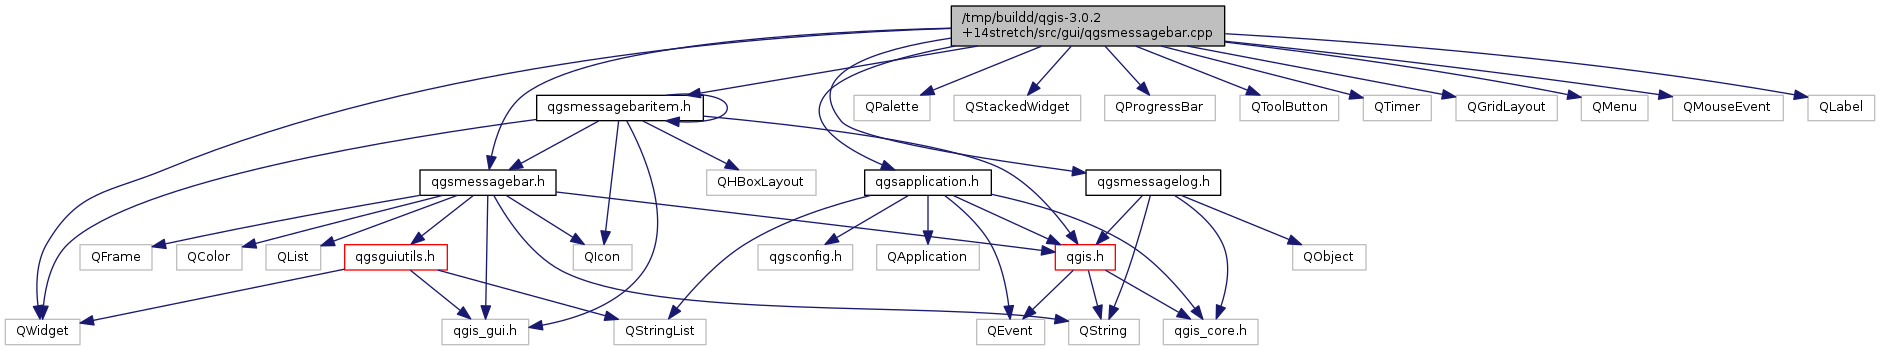 /tmp/buildd/qgis-3.0.2
+14stretch/src/gui/qgsmessagebar.cpp
qgsmessagebaritem.h
QPalette
QStackedWidget
QProgressBar
QToolButton
QTimer
QGridLayout
QMenu
QMouseEvent
QLabel
qgsmessagebar.h
QHBoxLayout
qgsapplication.h
qgsmessagelog.h
QFrame
QColor
QList
qgsguiutils.h
QIcon
qgsconfig.h
QApplication
qgis.h
QObject
QWidget
qgis_gui.h
QStringList
QEvent
QString
qgis_core.h